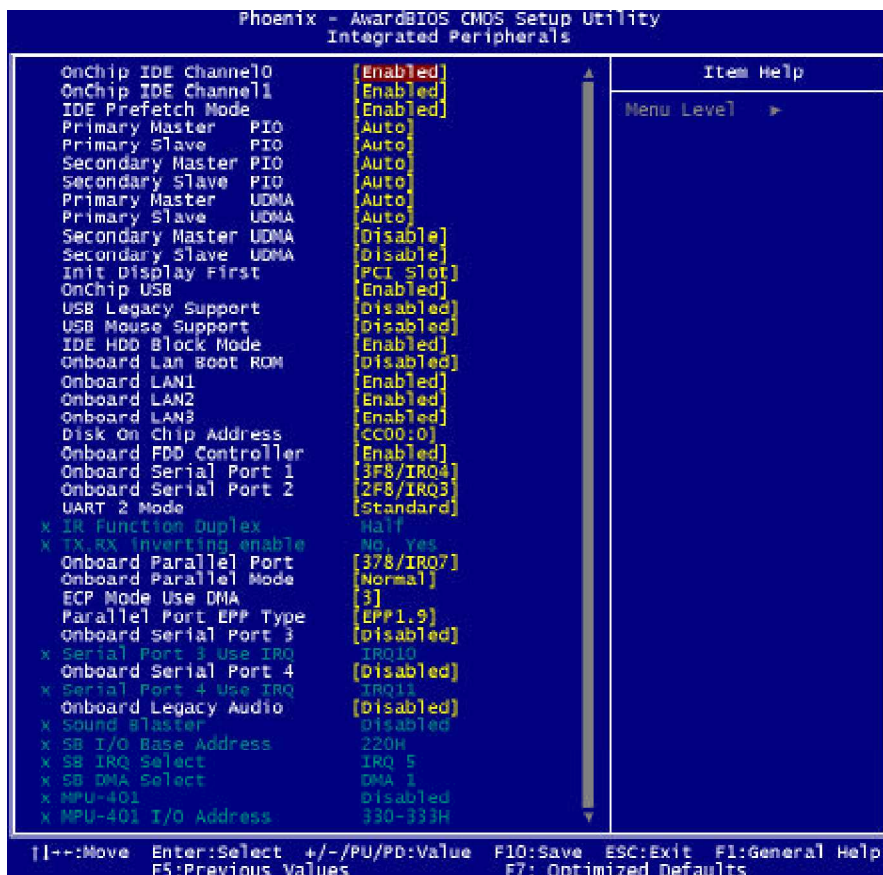 Phoenix - AwardBIOS CMOS Setup Utility
Integrated Peripherals
OnChip IDE Channel0 [Enabled]
OnChip IDE Channel1 [Enabled]
IDE Prefetch Mode [Enabled]
Primary Master PIO [Auto]
Primary Slave PIO [Auto]
Secondary Master PIO [Auto]
Secondary Slave PIO [Auto]
Primary Master UDMA [Auto]
Primary Slave UDMA [Auto]
Secondary Master UDMA [Disable]
Secondary Slave UDMA [Disable]
Init Display First [PCI Slot]
OnChip USB [Enabled]
USB Legacy Support [Disabled]
USB Mouse Support [Disabled]
IDE HDD Block Mode [Enabled]
Onboard Lan Boot ROM [Disabled]
Onboard LAN1 [Enabled]
Onboard LAN2 [Enabled]
Onboard LAN3 [Enabled]
Disk On Chip Address [CC00:0]
Onboard FDD Controller [Enabled]
Onboard Serial Port 1 [3F8/IRQ4]
Onboard Serial Port 2 [2F8/IRQ3]
UART 2 Mode [Standard]
x IR Function Duplex Half
x TX,RX inverting enable No, Yes
Onboard Parallel Port [378/IRQ7]
Onboard Parallel Mode [Normal]
ECP Mode Use DMA [3]
Parallel Port EPP Type [EPP1.9]
Onboard Serial Port 3 [Disabled]
x Serial Port 3 Use IRQ IRQ10
Onboard Serial Port 4 [Disabled]
x Serial Port 4 Use IRQ IRQ11
Onboard Legacy Audio [Disabled]
x Sound Blaster Disabled
x SB I/O Base Address 220H
x SB IRQ Select IRQ 5
x SB DMA Select DMA 1
x MPU-401 Disabled
x MPU-401 I/O Address 330-333H
Item Help
Menu Level ►
↑↓→←:Move Enter:Select +/-/PU/PD:Value F10:Save ESC:Exit F1:General Help
F5:Previous Values F7: Optimized Defaults